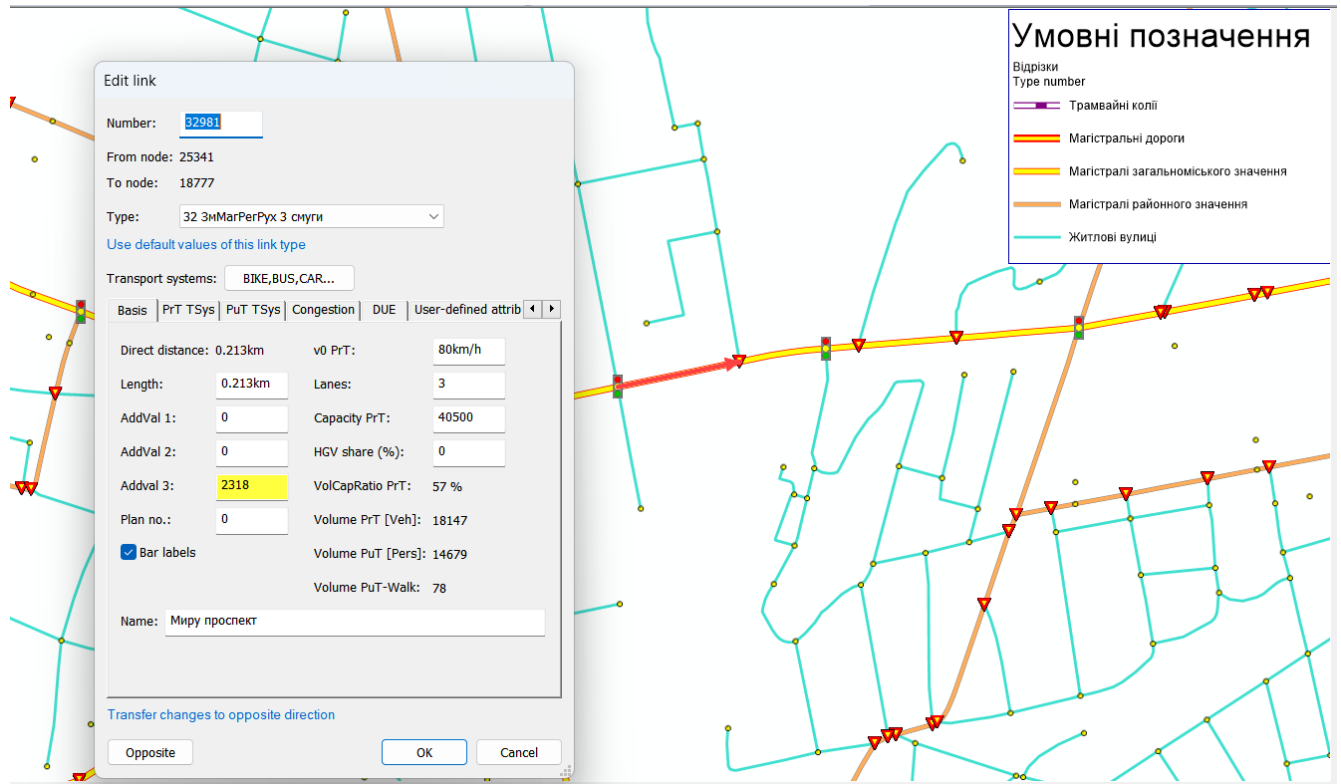 Edit link
Number: 32981
From node: 25341
To node: 18777
Type: 32 ЗмМагРегРух 3 смуги
Use default values of this link type
Transport systems: BIKE,BUS,CAR...
Basis PrT TSys PuT TSys Congestion DUE User-defined attrib
Direct distance: 0.213km v0 PrT: 80km/h
Length: 0.213km Lanes: 3
AddVal 1: 0 Capacity PrT: 40500
AddVal 2: 0 HGV share (%): 0
Addval 3: 2318 VolCapRatio PrT: 57 %
Plan no.: 0 Volume PrT [Veh]: 18147
Bar labels Volume PuT [Pers]: 14679
Volume PuT-Walk: 78
Name: Миру проспект
Transfer changes to opposite direction
Opposite OK Cancel
Умовні позначення
Відрізки
Type number
Трамвайні колії
Магістральні дороги
Магістралі загальноміського значення
Магістралі районного значення
Житлові вулиці